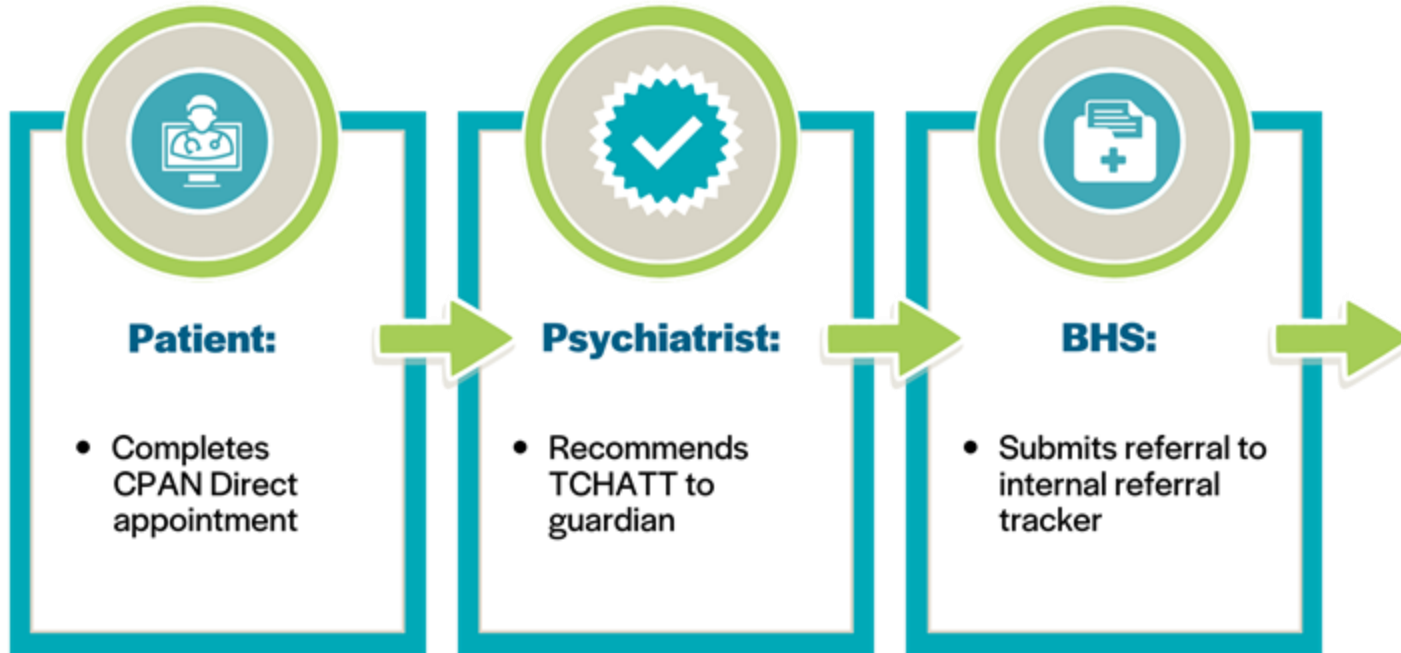 Patient:
• Completes
CPAN Direct
appointment
Psychiatrist:
• Recommends
TCHATT to
guardian
BHS:
• Submits referral to
internal referral
tracker